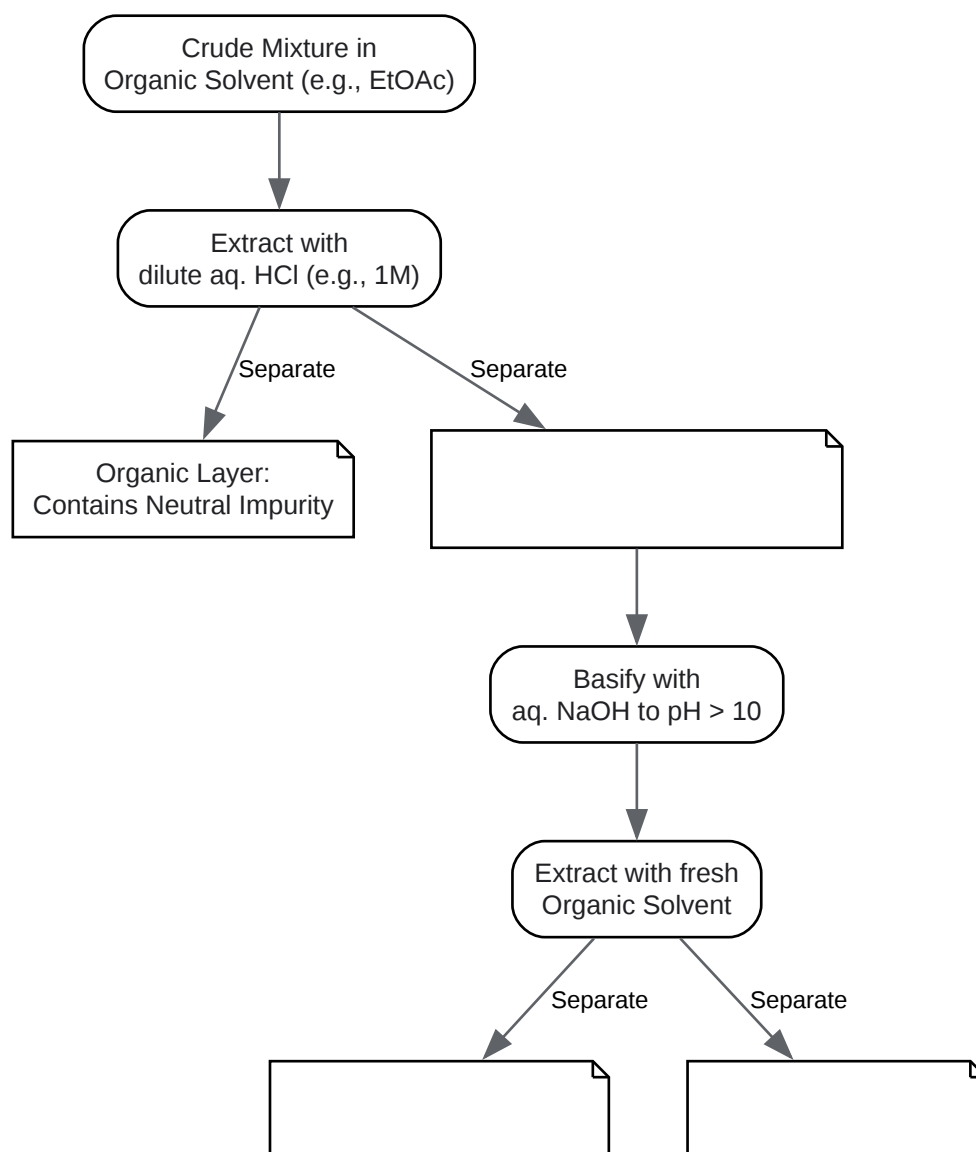 Crude Mixture in
Organic Solvent (e.g., EtOAc)
Extract with
dilute aq. HCl (e.g., 1M)
Separate
Separate
Organic Layer:
Contains Neutral Impurity
Basify with
aq. NaOH to pH > 10
Extract with fresh
Organic Solvent
Separate
Separate